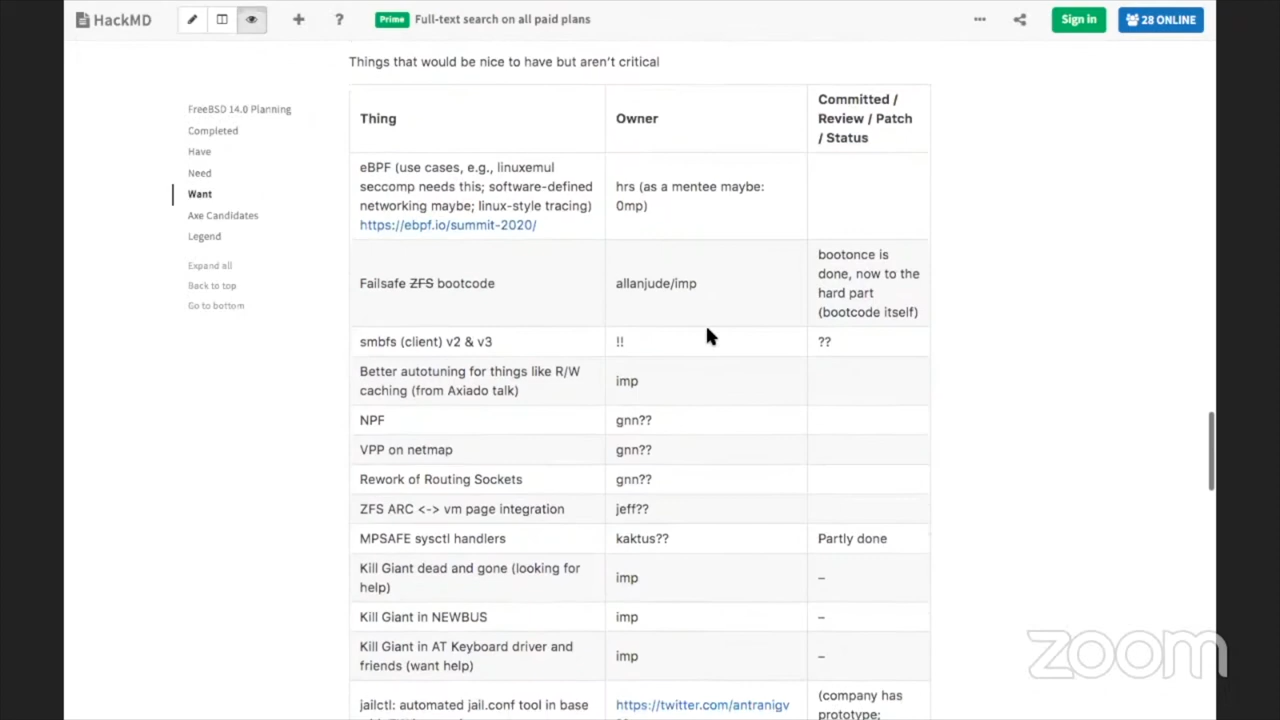 HackMD
+
?
Prime Full-text search on all paid plans
Sign in
28 ONLINE
Things that would be nice to have but aren't critical
FreeBSD 14.0 Planning
Completed
Have
Need
Want
Axe Candidates
Legend
Expand all
Back to top
Go to bottom
Thing
Owner
Committed /
Review / Patch
/ Status
eBPF (use cases, e.g., linuxemul
seccomp needs this; software-defined
networking maybe; linux-style tracing)
https://ebpf.io/summit-2020/
hrs (as a mentee maybe:
0mp)
Failsafe ZFS bootcode
allanjude/imp
bootonce is
done, now to the
hard part
(bootcode itself)
smbfs (client) v2 & v3
!!
??
Better autotuning for things like R/W
caching (from Axiado talk)
imp
NPF
gnn??
VPP on netmap
gnn??
Rework of Routing Sockets
gnn??
ZFS ARC <-> vm page integration
jeff??
MPSAFE sysctl handlers
kaktus??
Partly done
Kill Giant dead and gone (looking for
help)
imp
–
Kill Giant in NEWBUS
imp
–
Kill Giant in AT Keyboard driver and
friends (want help)
imp
–
jailctl: automated jail.conf tool in base
https://twitter.com/antranigv
(company has
prototype;
zoom